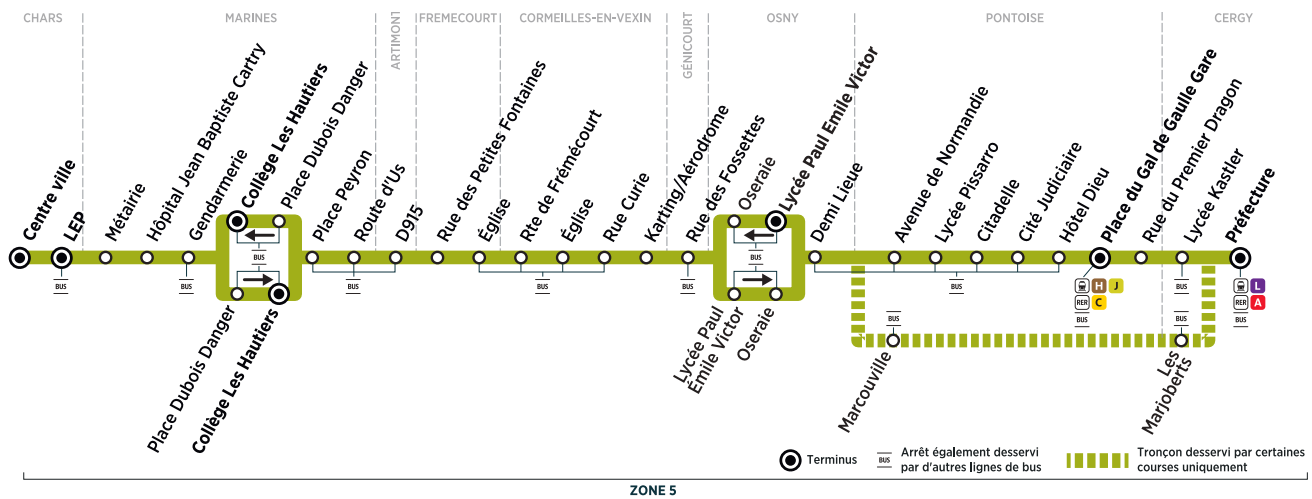 CHARS
MARINES
ARTIMONT
FREMECOURT
CORMEILLES-EN-VEXIN
GÉNICOURT
OSNY
PONTOISE
CERGY
Centre ville
LEP
Métairie
Hôpital Jean Baptiste Cartry
Gendarmerie
Collège Les Hautiers
Place Dubois Danger
Place Peyron
Route d'Us
D915
Rue des Petites Fontaines
Église
Rte de Frémécourt
Église
Rue Curie
Karting/Aérodrome
Rue des Fossettes
Oseraie
Lycée Paul Emile Victor
Demi Lieue
Avenue de Normandie
Lycée Pissarro
Citadelle
Cité Judiciaire
Hôtel Dieu
Place du Gal de Gaulle Gare
Rue du Premier Dragon
Lycée Kastler
Préfecture
BUS
BUS
BUS
BUS
BUS
BUS
BUS
BUS
BUS
BUS
BUS
H J
RER C
BUS
BUS
L
RER A
BUS
BUS
BUS
Place Dubois Danger
Collège Les Hautiers
Lycée Paul
Émile Victor
Oseraie
Marcouville
Les
Marjoberts
Terminus
BUS
Arrêt également desservi
par d'autres lignes de bus
Tronçon desservi par certaines
courses uniquement
ZONE 5